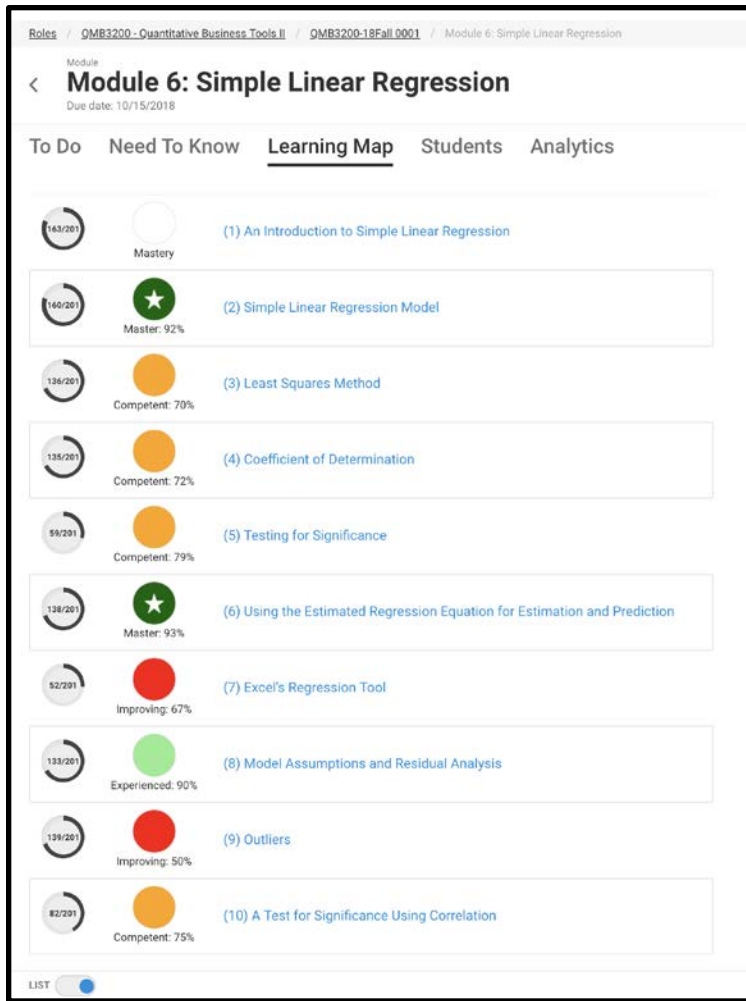 Roles / QMB3200 - Quantitative Business Tools II / QMB3200-18Fall 0001 / Module 6: Simple Linear Regression
Module
Module 6: Simple Linear Regression
Due date: 10/15/2018
To Do Need To Know Learning Map Students Analytics
163/201
Mastery
(1) An Introduction to Simple Linear Regression
160/201
Master: 92%
(2) Simple Linear Regression Model
136/201
Competent: 70%
(3) Least Squares Method
135/201
Competent: 72%
(4) Coefficient of Determination
59/201
Competent: 79%
(5) Testing for Significance
138/201
Master: 93%
(6) Using the Estimated Regression Equation for Estimation and Prediction
52/201
Improving: 67%
(7) Excel's Regression Tool
133/201
Experienced: 90%
(8) Model Assumptions and Residual Analysis
139/201
Improving: 50%
(9) Outliers
82/201
Competent: 75%
(10) A Test for Significance Using Correlation
LIST